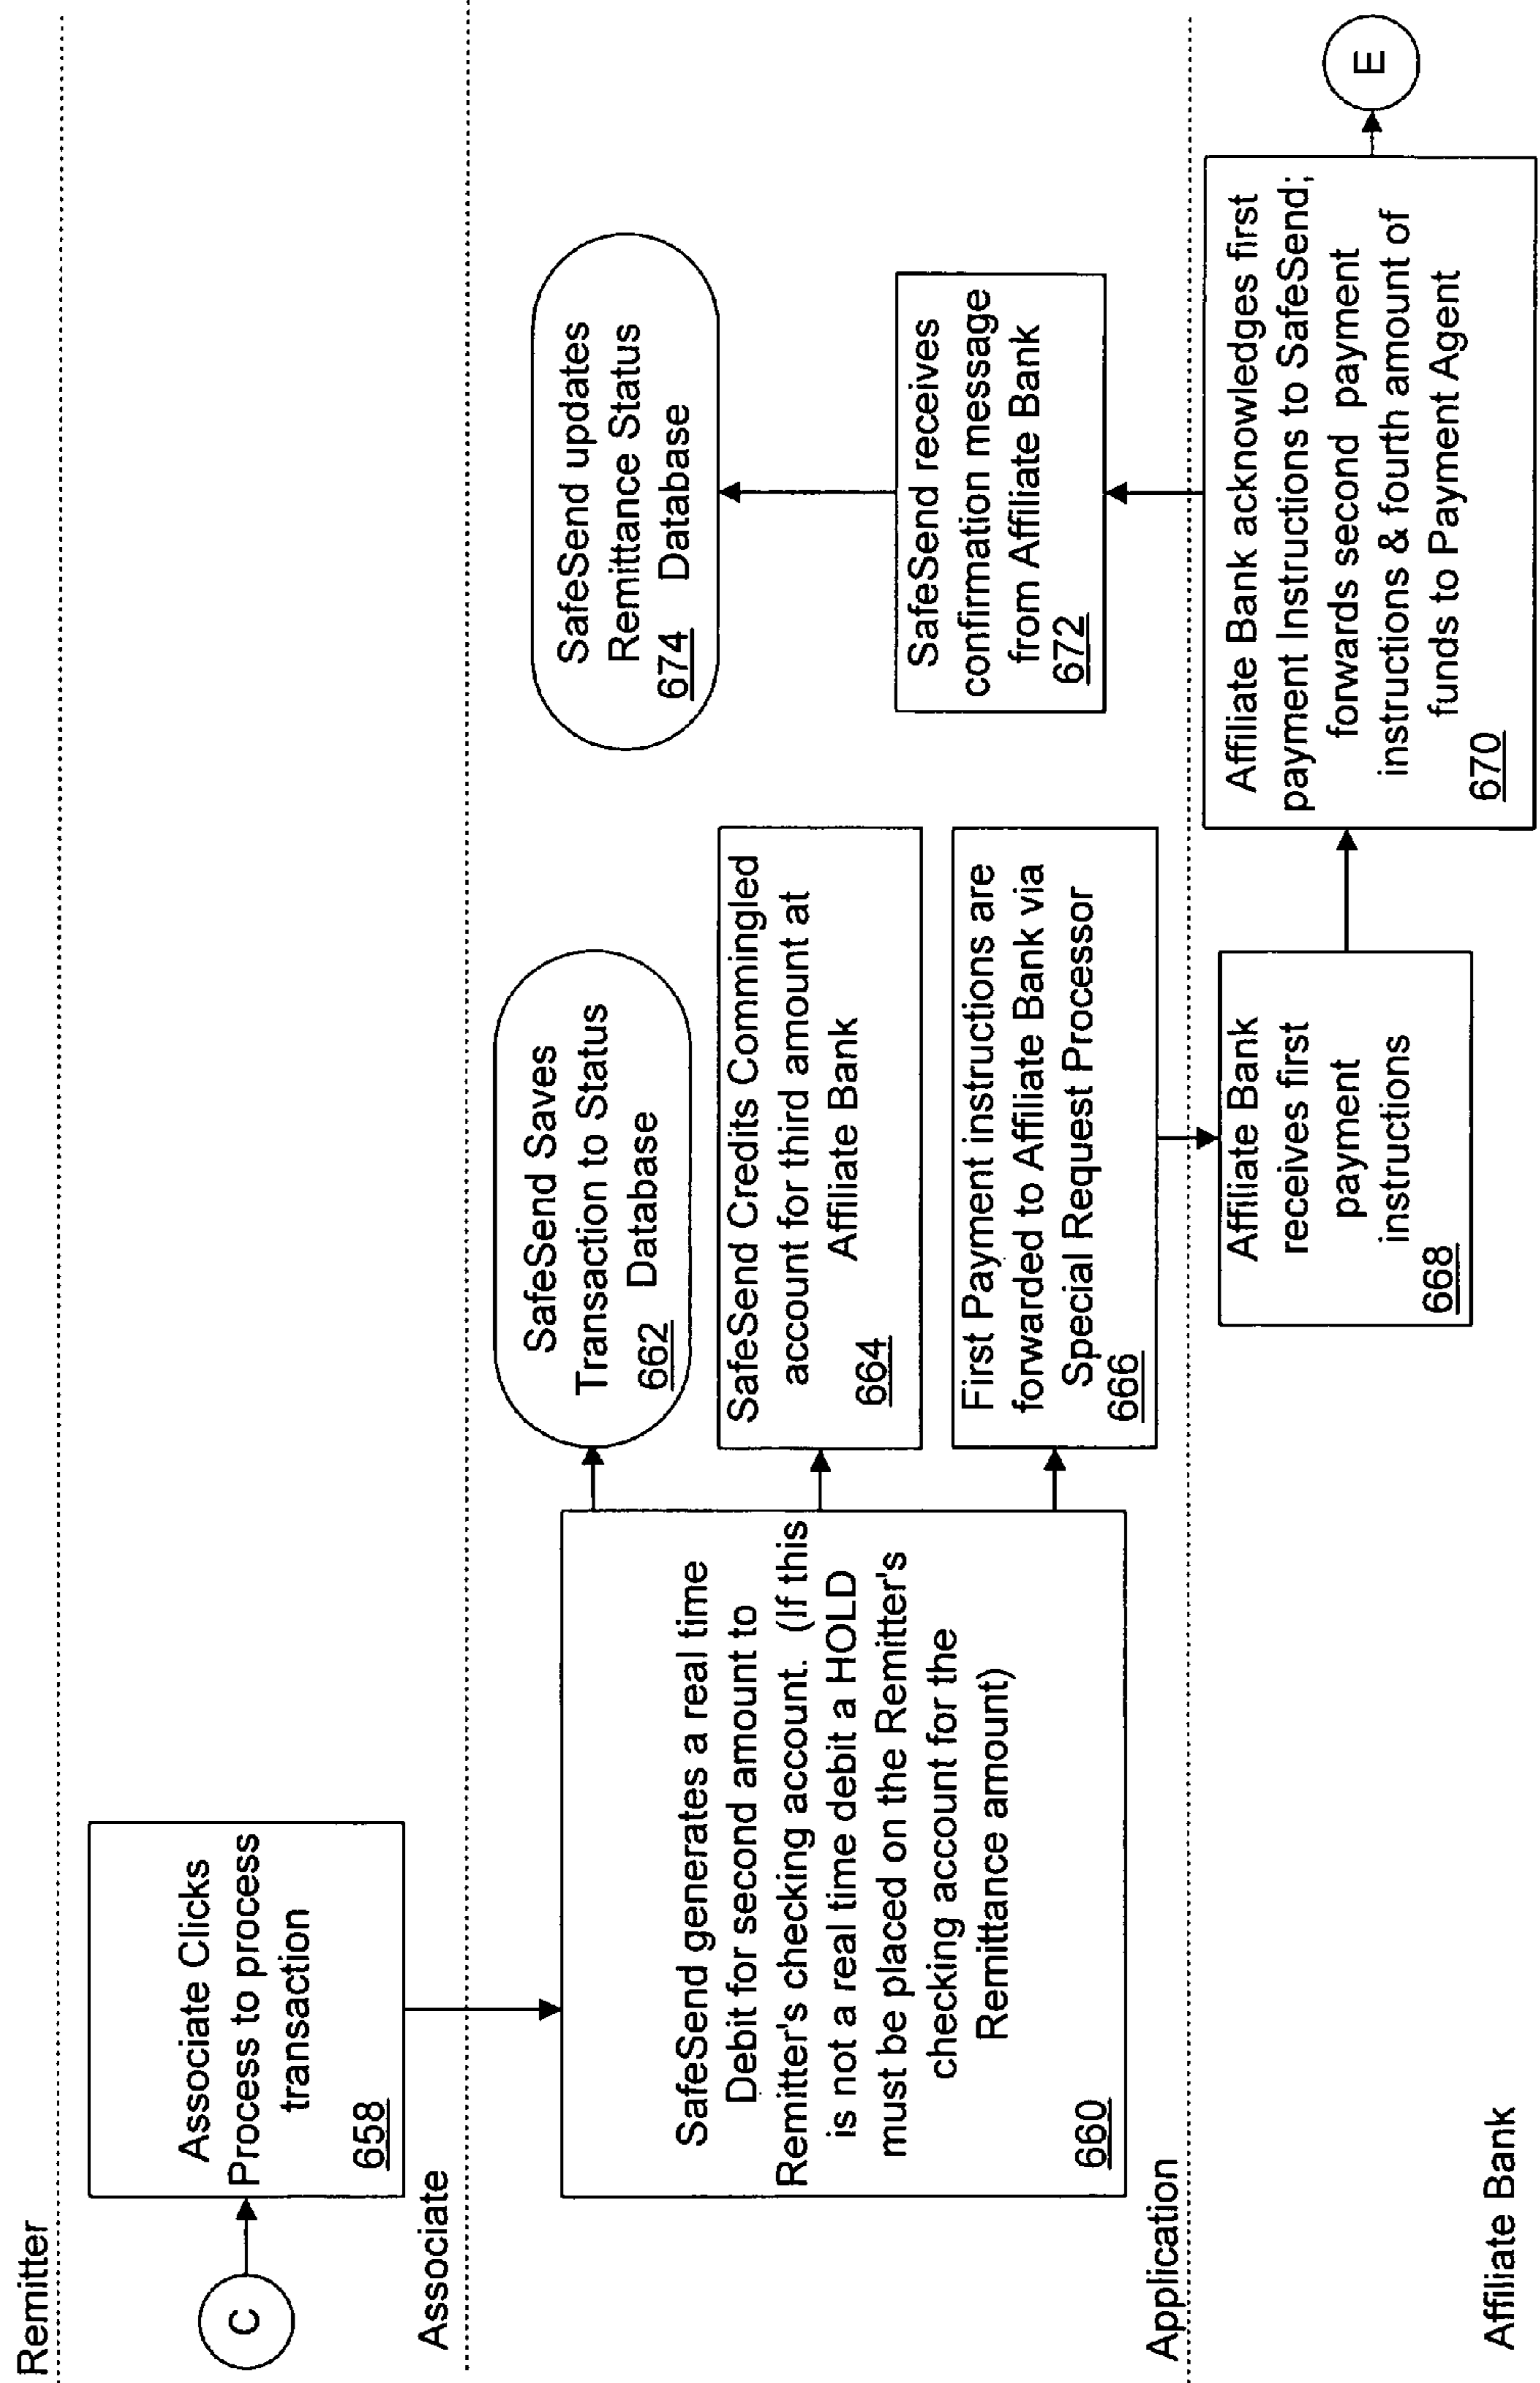 Remitter
C
Associate Clicks
Process to process
transaction
658
Associate
SafeSend generates a real time
Debit for second amount to
Remitter's checking account. (If this
is not a real time debit a HOLD
must be placed on the Remitter's
checking account for the
Remittance amount)
660
SafeSend Saves
Transaction to Status
662 Database
SafeSend Credits Commingled
account for third amount at
Affiliate Bank
664
First Payment instructions are
forwarded to Affiliate Bank via
Special Request Processor
666
SafeSend updates
Remittance Status
674 Database
SafeSend receives
confirmation message
from Affiliate Bank
672
Application
Affiliate Bank
receives first
payment
instructions
668
Affiliate Bank acknowledges first
payment Instructions to SafeSend;
forwards second payment
instructions & fourth amount of
funds to Payment Agent
670
E
Affiliate Bank